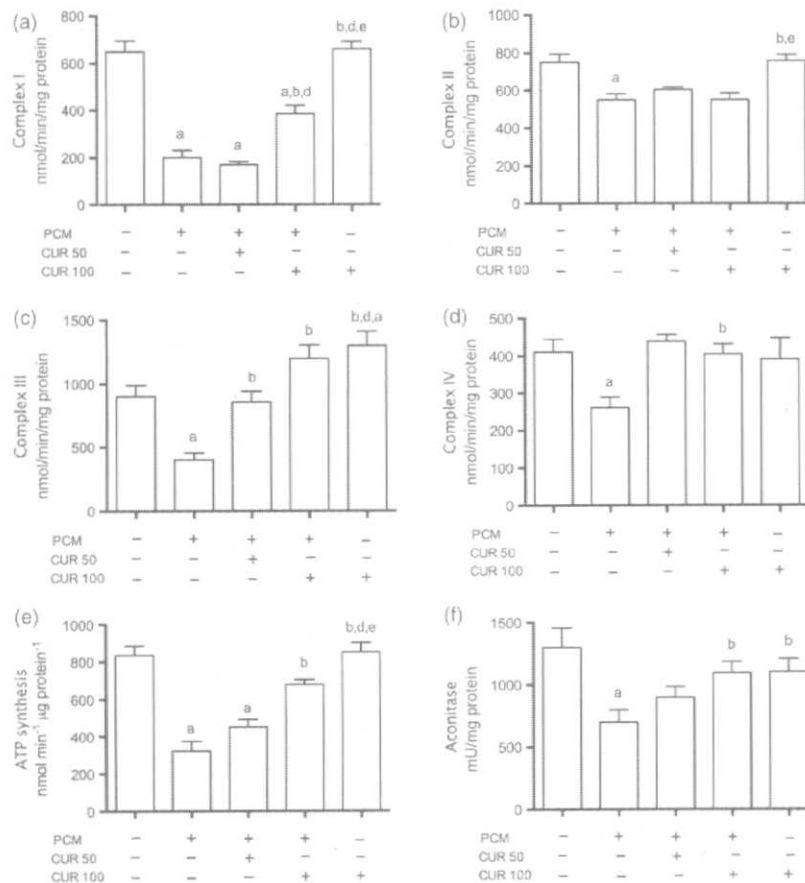 (a)
Complex I
nmol/min/mg protein
800
600
400
200
0
a
a
a,b,d
b,d,e
PCM – + + + –
CUR 50 – – + – –
CUR 100 – – – + +
(b)
Complex II
nmol/min/mg protein
1000
800
600
400
200
0
a
b,e
PCM – + + + –
CUR 50 – – + – –
CUR 100 – – – + +
(c)
Complex III
nmol/min/mg protein
1500
1000
500
0
a
b
b
b,d,a
PCM – + + + –
CUR 50 – – + – –
CUR 100 – – – + +
(d)
Complex IV
nmol/min/mg protein
500
400
300
200
100
0
a
b
PCM – + + + –
CUR 50 – – + – –
CUR 100 – – – + +
(e)
ATP synthesis
nmol min⁻¹ µg protein⁻¹
1000
800
600
400
200
0
a
a
b
b,d,e
PCM – + + + –
CUR 50 – – + – –
CUR 100 – – – + +
(f)
Aconitase
mU/mg protein
1500
1000
500
0
a
b
b
PCM – + + + –
CUR 50 – – + – –
CUR 100 – – – + +